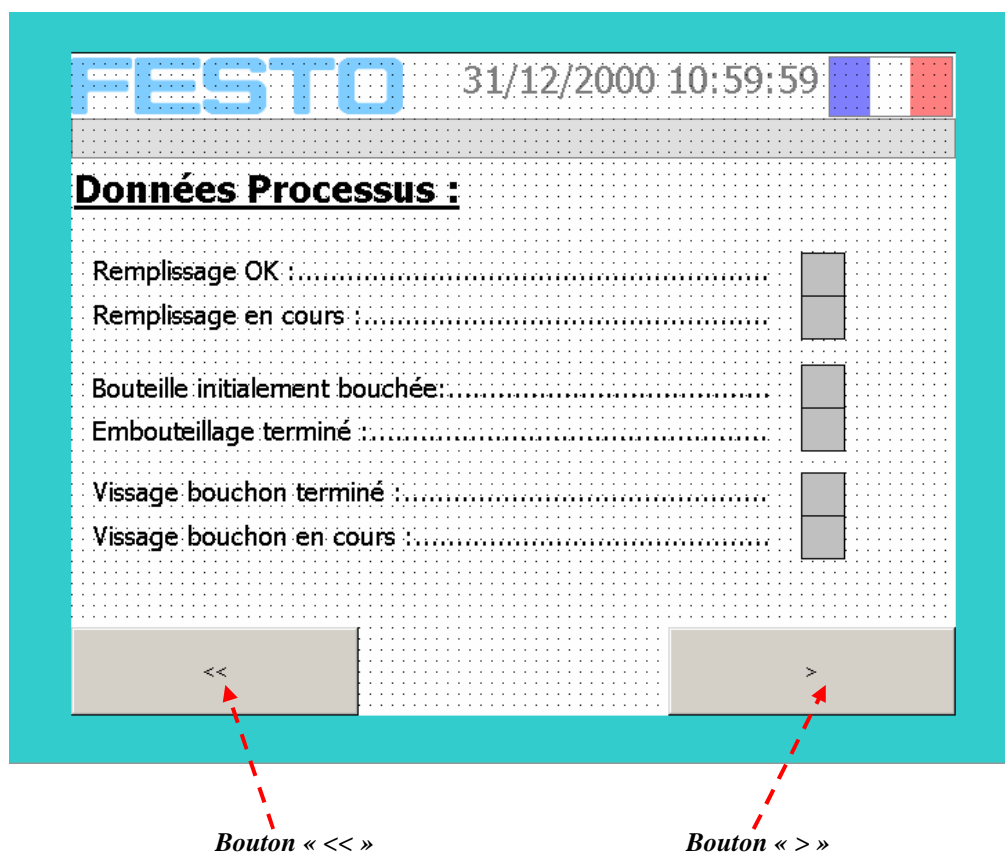 FESTO 31/12/2000 10:59:59
Données Processus :
Remplissage OK :..........................................................
Remplissage en cours :..................................................
Bouteille initialement bouchée:........................................
Embouteillage terminé :.................................................
Vissage bouchon terminé :.............................................
Vissage bouchon en cours :............................................
<< >
Bouton « << » Bouton « > »